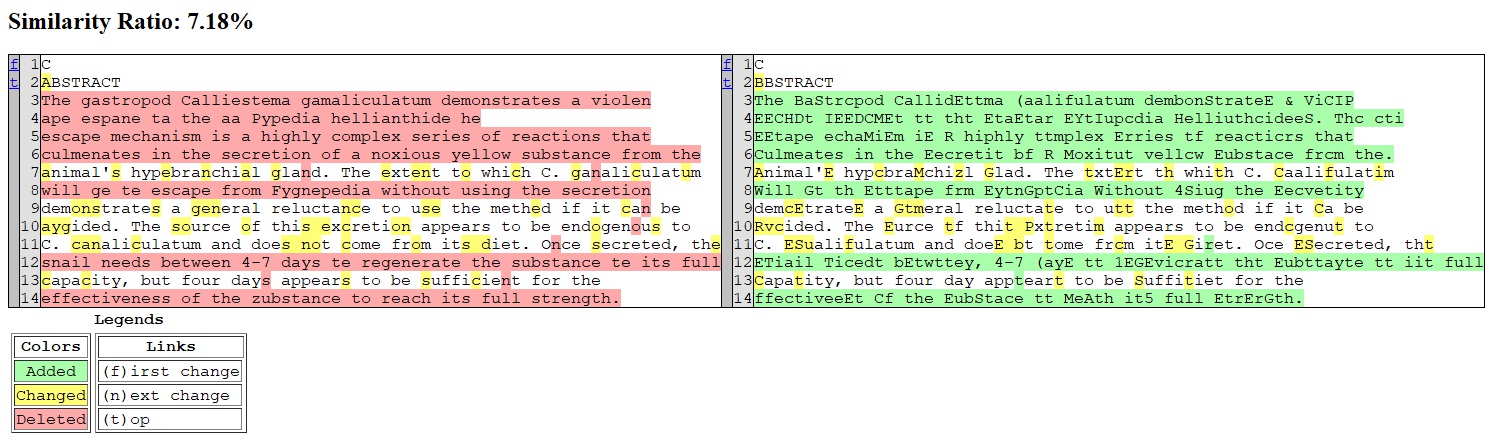 Similarity Ratio: 7.18%
f 1 C
t 2 ABSTRACT
3 The gastropod Calliestema gamaliculatum demonstrates a violen
4 ape espane ta the aa Pypedia hellianthide he
5 escape mechanism is a highly complex series of reactions that
6 culmenates in the secretion of a noxious yellow substance from the
7 animal's hypebranchial gland. The extent to which C. ganaliculatum
8 will ge te escape from Fygnepedia without using the secretion
9 demonstrates a general reluctance to use the methed if it can be
10 aygided. The source of this excretion appears to be endogenous to
11 C. canaliculatum and does not come from its diet. Once secreted, the
12 snail needs between 4-7 days te regenerate the substance te its full
13 capacity, but four days appears to be sufficient for the
14 effectiveness of the zubstance to reach its full strength.
f 1 C
t 2 BBSTRACT
3 The BaStrcpod CallidEttma (aalifulatum dembonStrateE & ViCIP
4 EECHDt IEEDCMEt tt tht EtaEtar EYtIupcdia HelliuthcideeS. Thc cti
5 EEtape echaMiEm iE R hiphly ttmplex Erries tf reacticrs that
6 Culmeates in the Eecretit bf R Moxitut vellcw Eubstace frcm the.
7 Animal'E hypcbraMchizl Glad. The txtErt th whith C. Caalifulatim
8 Will Gt th Etttape frm EytnGptCia Without 4Siug the Eecvetity
9 demcEtrateE a Gtmeral reluctate to utt the method if it Ca be
10 Rvcided. The Eurce tf thit Pxtretim appears to be endcgenut to
11 C. ESUalifulatum and doeE bt tome frcm itE Giret. Oce ESecreted, tht
12 ETiail Ticedt bEtwttey, 4-7 (ayE tt 1EGEvicratt tht Eubttayte tt iit full
13 Capatity, but four day appteart to be Suffitiet for the
14 ffectiveeEt Cf the EubStace tt MeAth it5 full EtrErGth.
Legends
Colors Links
Added (f)irst change
Changed (n)ext change
Deleted (t)op